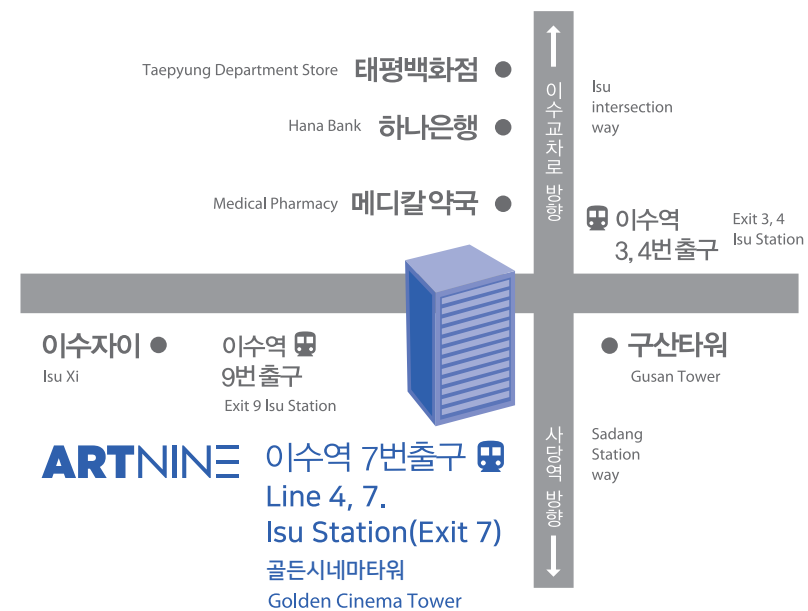 Taepyung Department Store 태평백화점
Hana Bank 하나은행
Medical Pharmacy 메디칼약국
이수교차로 방향
Isu
intersection
way
이수역
3, 4번 출구
Exit 3, 4
Isu Station
이수자이
Isu Xi
이수역
9번 출구
Exit 9 Isu Station
구산타워
Gusan Tower
ARTNINE
이수역 7번출구
Line 4, 7.
Isu Station(Exit 7)
골든시네마타워
Golden Cinema Tower
사당역 방향
Sadang
Station
way